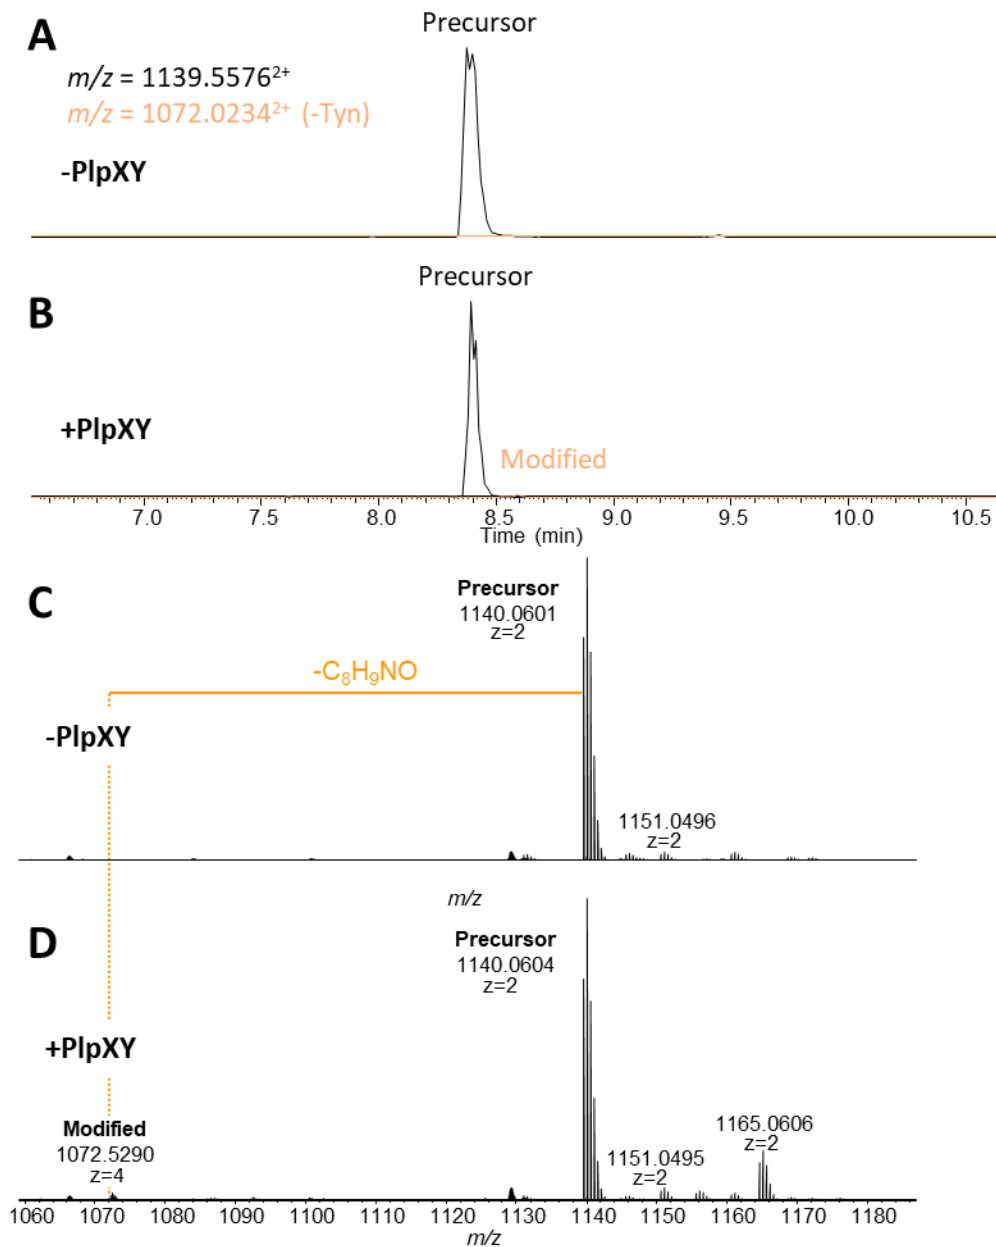 A
Precursor
m/z = 1139.5576²⁺
m/z = 1072.0234²⁺ (-Tyn)
-PlpXY
B
Precursor
+PlpXY
Modified
7.0 7.5 8.0 8.5 9.0 9.5 10.0 10.5
Time (min)
C
Precursor
1140.0601
z=2
-C₈H₉NO
-PlpXY
1151.0496
z=2
m/z
D
Precursor
1140.0604
z=2
+PlpXY
Modified
1072.5290
z=4
1165.0606
z=2
1151.0495
z=2
1060 1070 1080 1090 1100 1110 1120 1130 1140 1150 1160 1170 1180
m/z